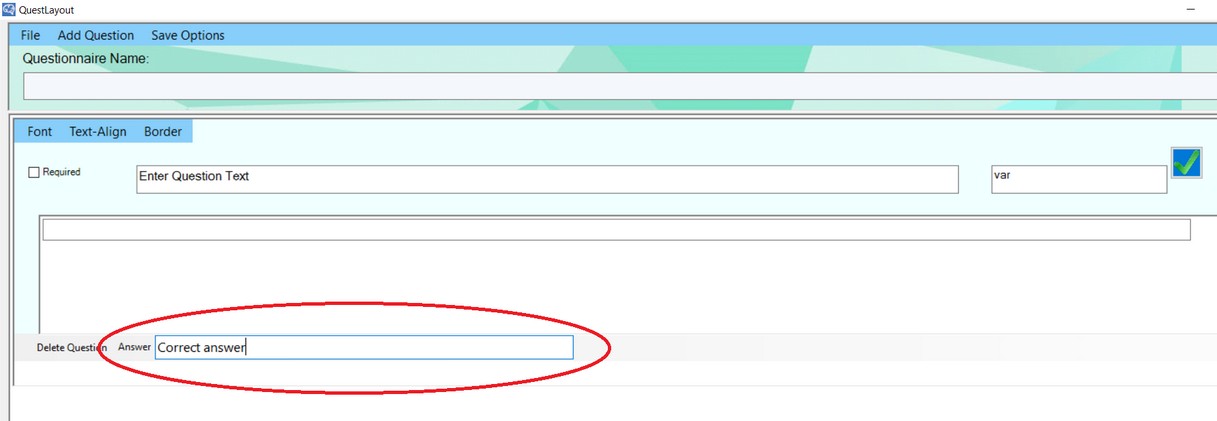 QuestLayout
File Add Question Save Options
Questionnaire Name:
Font Text-Align Border
Required Enter Question Text var
Delete Question Answer Correct answer